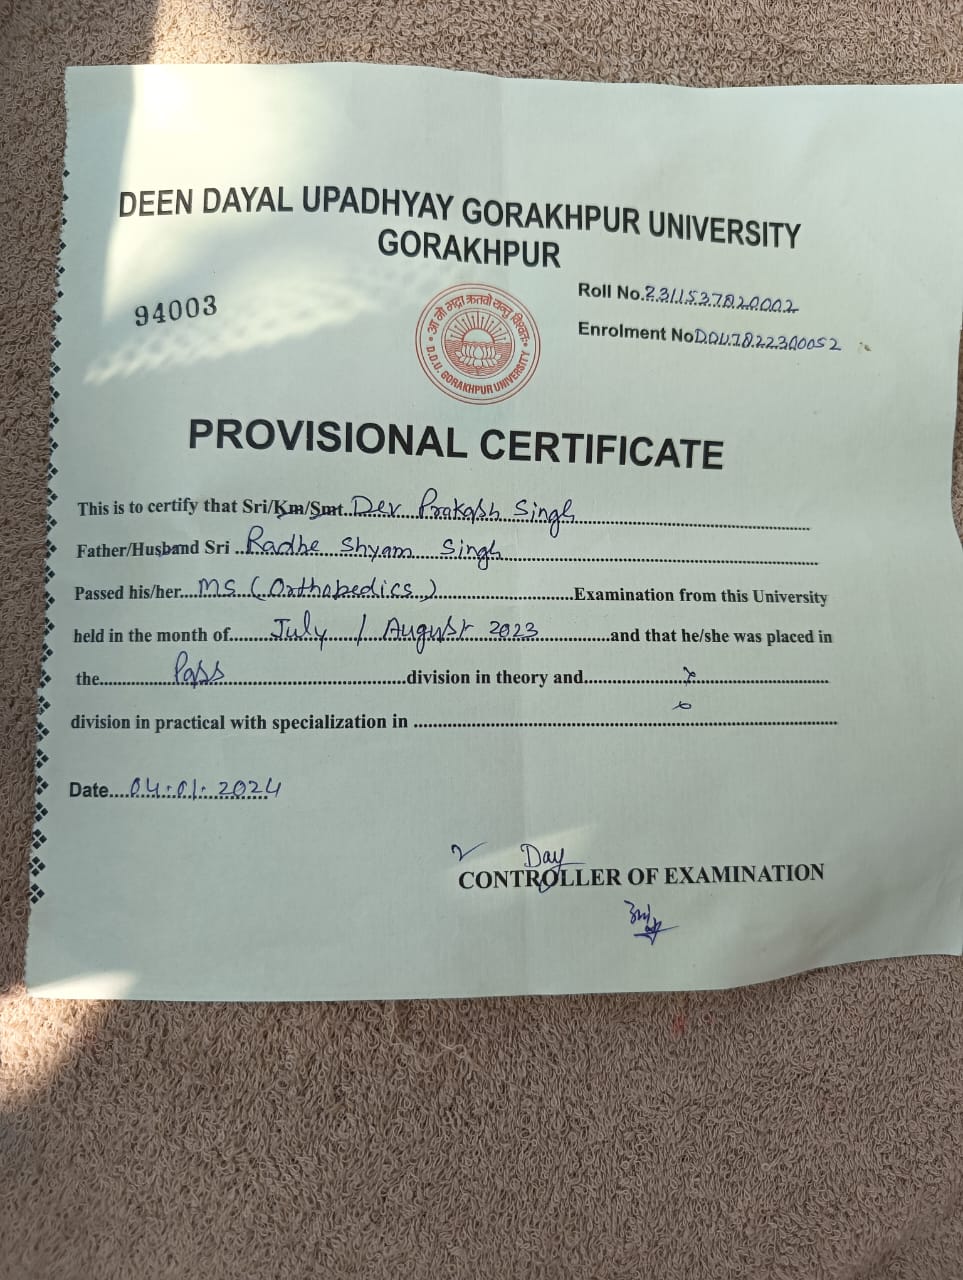 DEEN DAYAL UPADHYAY GORAKHPUR UNIVERSITY
GORAKHPUR
94003
Roll No.2311537820002
Enrolment No DDU7822300052
आ नो भद्रा क्रतवो यन्तु विश्वतः
D.D.U. GORAKHPUR UNIVERSITY
PROVISIONAL CERTIFICATE
This is to certify that Sri/Km/Smt..Dev Prakash Singh
Father/Husband Sri ..Radhe Shyam Singh
Passed his/her....MS (Orthopedics)....Examination from this University
held in the month of....July / August 2023....and that he/she was placed in
the....Pass....division in theory and....
division in practical with specialization in ....
Date....04.01.2024
CONTROLLER OF EXAMINATION